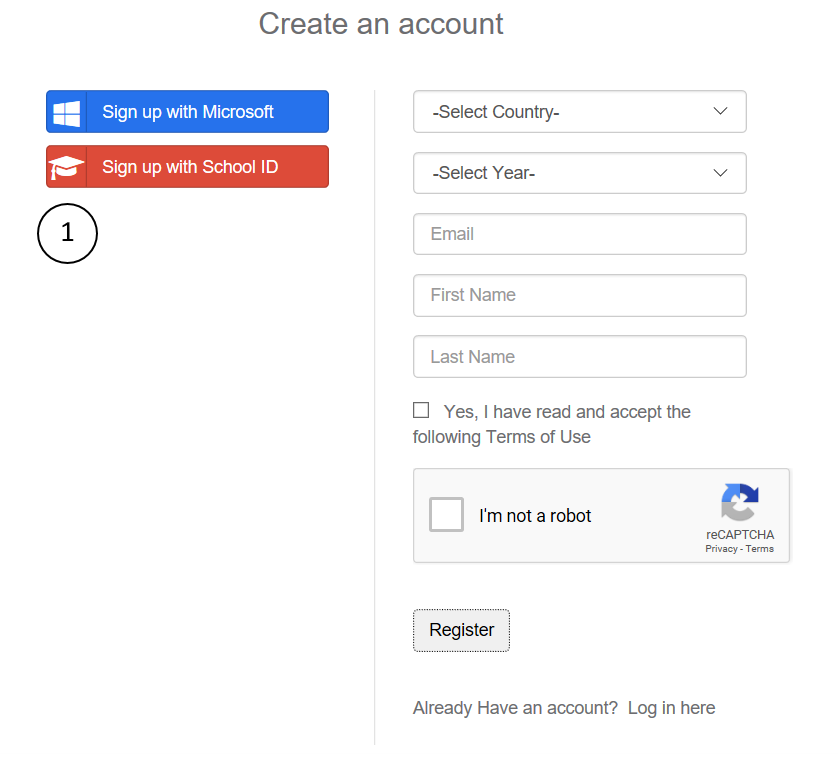 Create an account
Sign up with Microsoft
Sign up with School ID
1
-Select Country-
-Select Year-
Email
First Name
Last Name
Yes, I have read and accept the
following Terms of Use
I'm not a robot
reCAPTCHA
Privacy - Terms
Register
Already Have an account? Log in here